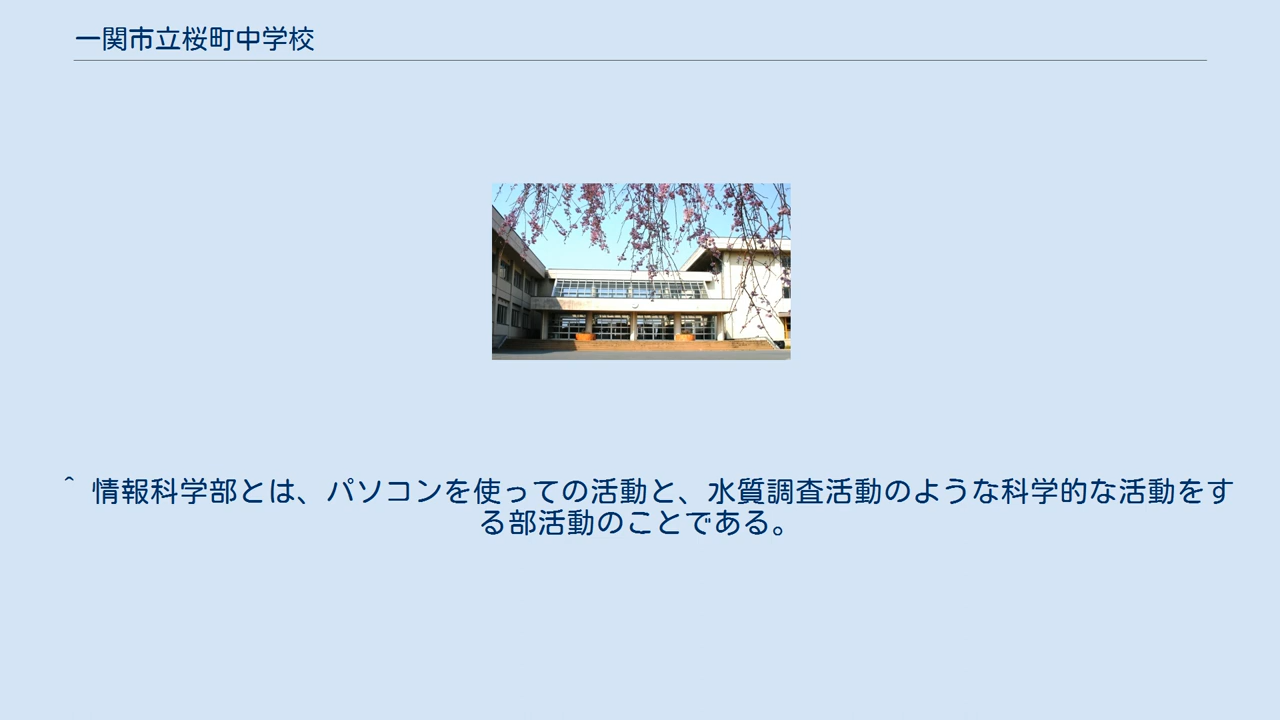 一関市立桜町中学校
^ 情報科学部とは、パソコンを使っての活動と、水質調査活動のような科学的な活動をす
る部活動のことである。